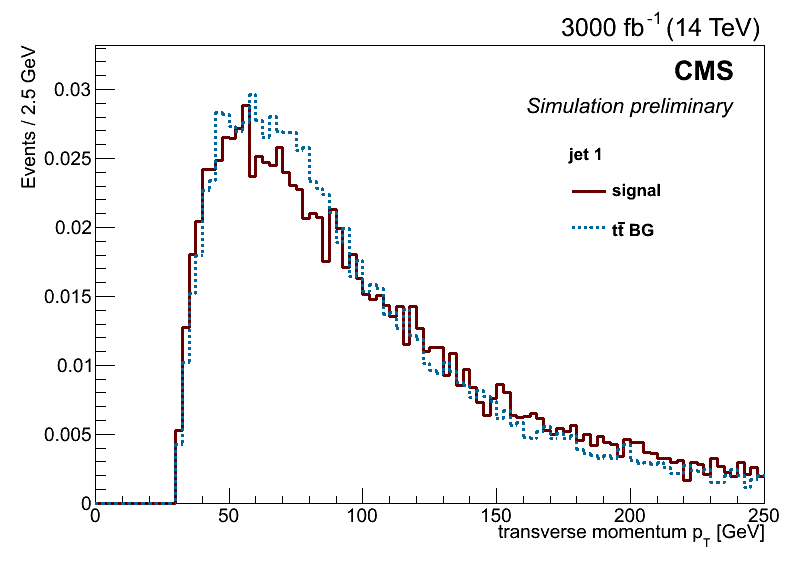 3000 fb⁻¹ (14 TeV)
CMS
Simulation preliminary
jet 1
signal
tt̄ BG
Events / 2.5 GeV
0.03
0.025
0.02
0.015
0.01
0.005
0
0 50 100 150 200 250
transverse momentum p_T [GeV]